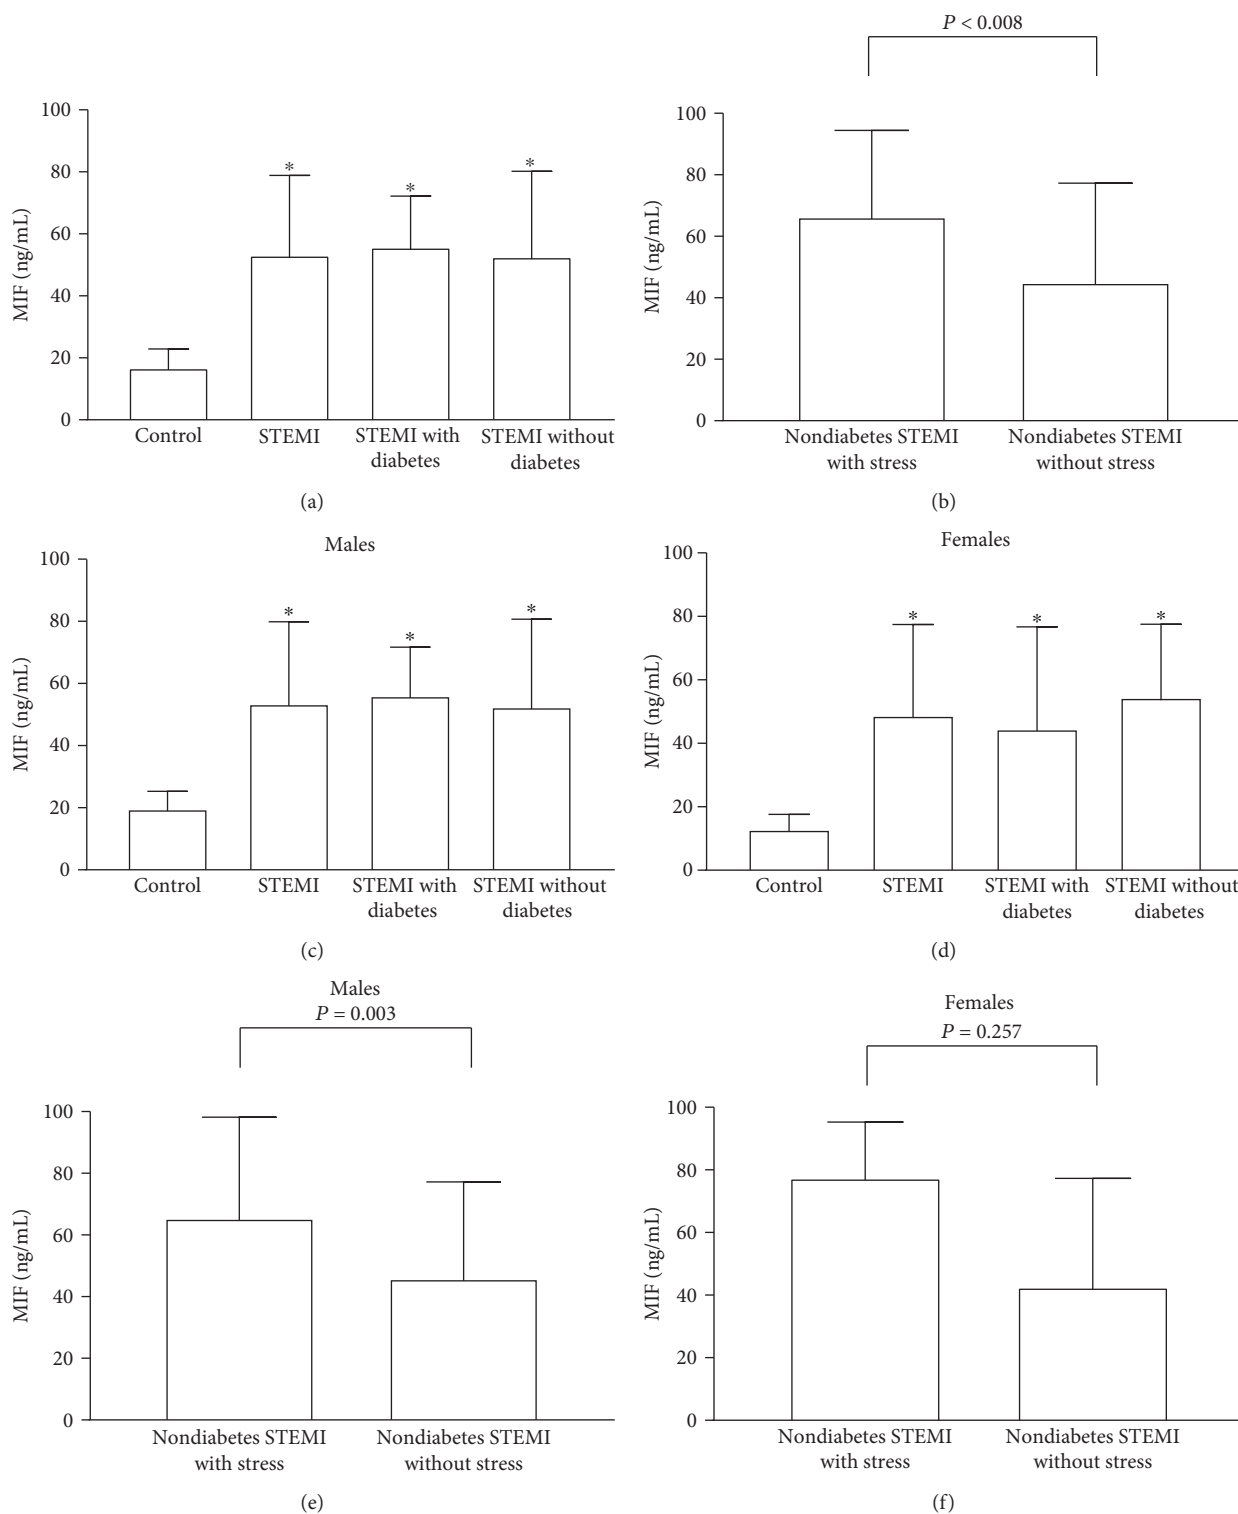 100
80
60
40
20
0
MIF (ng/mL)
*
*
*
Control
STEMI
STEMI with
diabetes
STEMI without
diabetes
(a)
P < 0.008
100
80
60
40
20
0
MIF (ng/mL)
Nondiabetes STEMI
with stress
Nondiabetes STEMI
without stress
(b)
Males
100
80
60
40
20
0
MIF (ng/mL)
*
*
*
Control
STEMI
STEMI with
diabetes
STEMI without
diabetes
(c)
Females
100
80
60
40
20
0
MIF (ng/mL)
*
*
*
Control
STEMI
STEMI with
diabetes
STEMI without
diabetes
(d)
Males
P = 0.003
100
80
60
40
20
0
MIF (ng/mL)
Nondiabetes STEMI
with stress
Nondiabetes STEMI
without stress
(e)
Females
P = 0.257
100
80
60
40
20
0
MIF (ng/mL)
Nondiabetes STEMI
with stress
Nondiabetes STEMI
without stress
(f)